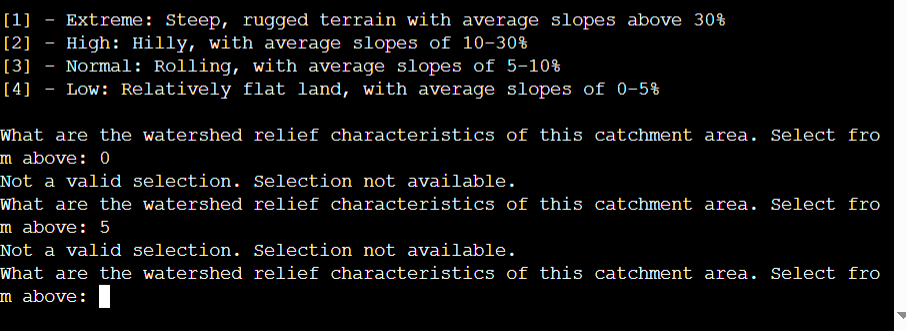 [1] - Extreme: Steep, rugged terrain with average slopes above 30%
[2] - High: Hilly, with average slopes of 10-30%
[3] - Normal: Rolling, with average slopes of 5-10%
[4] - Low: Relatively flat land, with average slopes of 0-5%
What are the watershed relief characteristics of this catchment area. Select fro
m above: 0
Not a valid selection. Selection not available.
What are the watershed relief characteristics of this catchment area. Select fro
m above: 5
Not a valid selection. Selection not available.
What are the watershed relief characteristics of this catchment area. Select fro
m above: